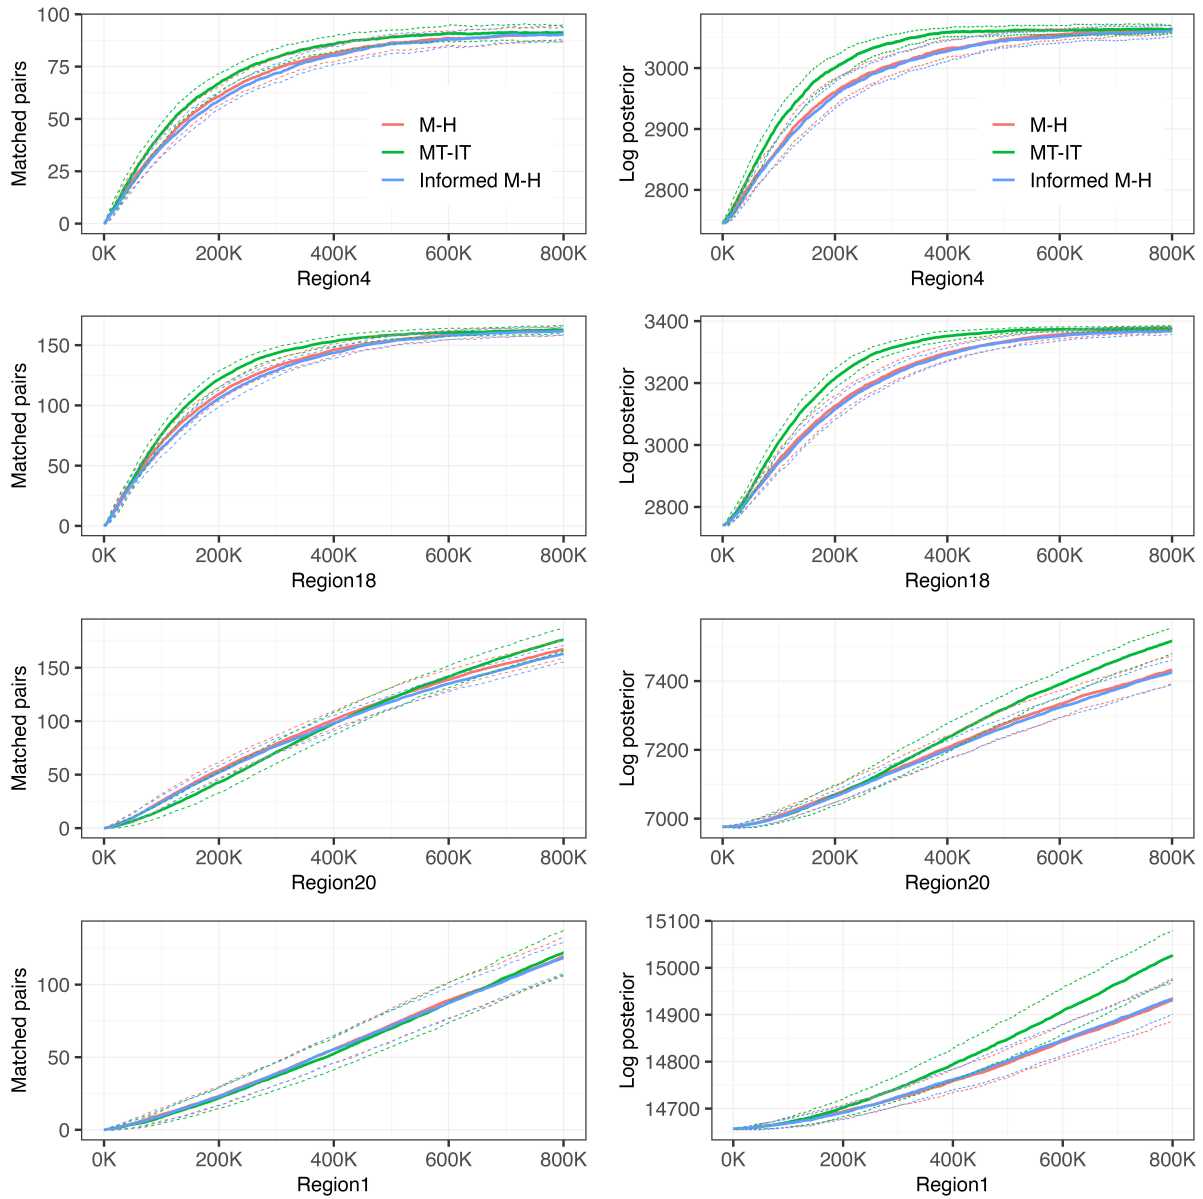 Matched pairs
100
75
50
25
0
M-H
MT-IT
Informed M-H
0K 200K 400K 600K 800K
Region4
Log posterior
3000
2900
2800
M-H
MT-IT
Informed M-H
0K 200K 400K 600K 800K
Region4
Matched pairs
150
100
50
0
0K 200K 400K 600K 800K
Region18
Log posterior
3400
3200
3000
2800
0K 200K 400K 600K 800K
Region18
Matched pairs
150
100
50
0
0K 200K 400K 600K 800K
Region20
Log posterior
7400
7200
7000
0K 200K 400K 600K 800K
Region20
Matched pairs
100
50
0
0K 200K 400K 600K 800K
Region1
Log posterior
15100
15000
14900
14800
14700
0K 200K 400K 600K 800K
Region1